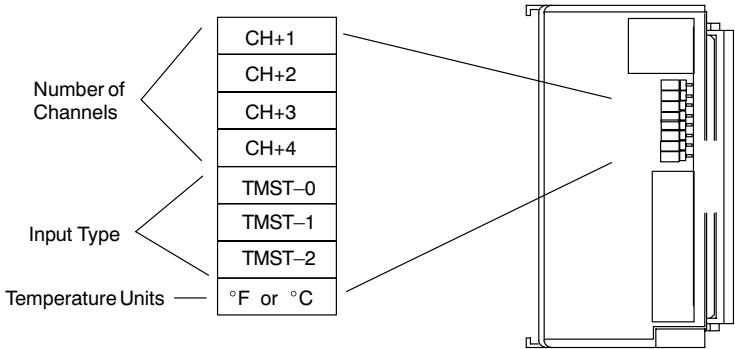 Number of
Channels
CH+1
CH+2
CH+3
CH+4
Input Type
TMST–0
TMST–1
TMST–2
Temperature Units
°F or °C